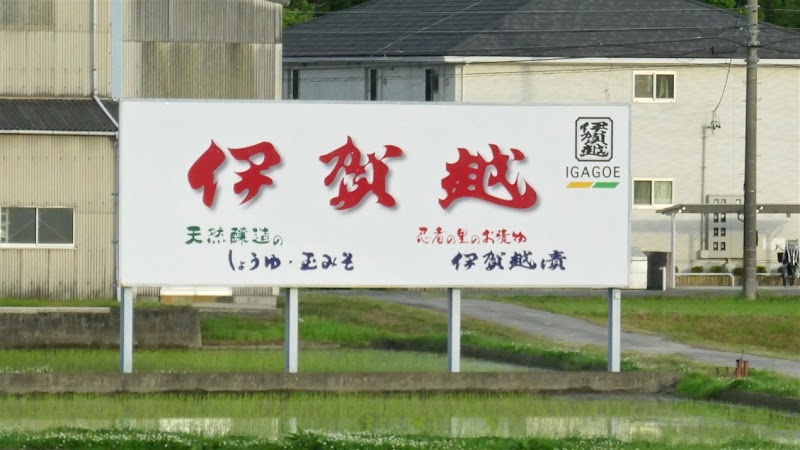 伊賀越
伊賀越
IGAGOE
天然醸造の
しょうゆ・玉みそ
忍者の里のお漬物
伊賀越漬